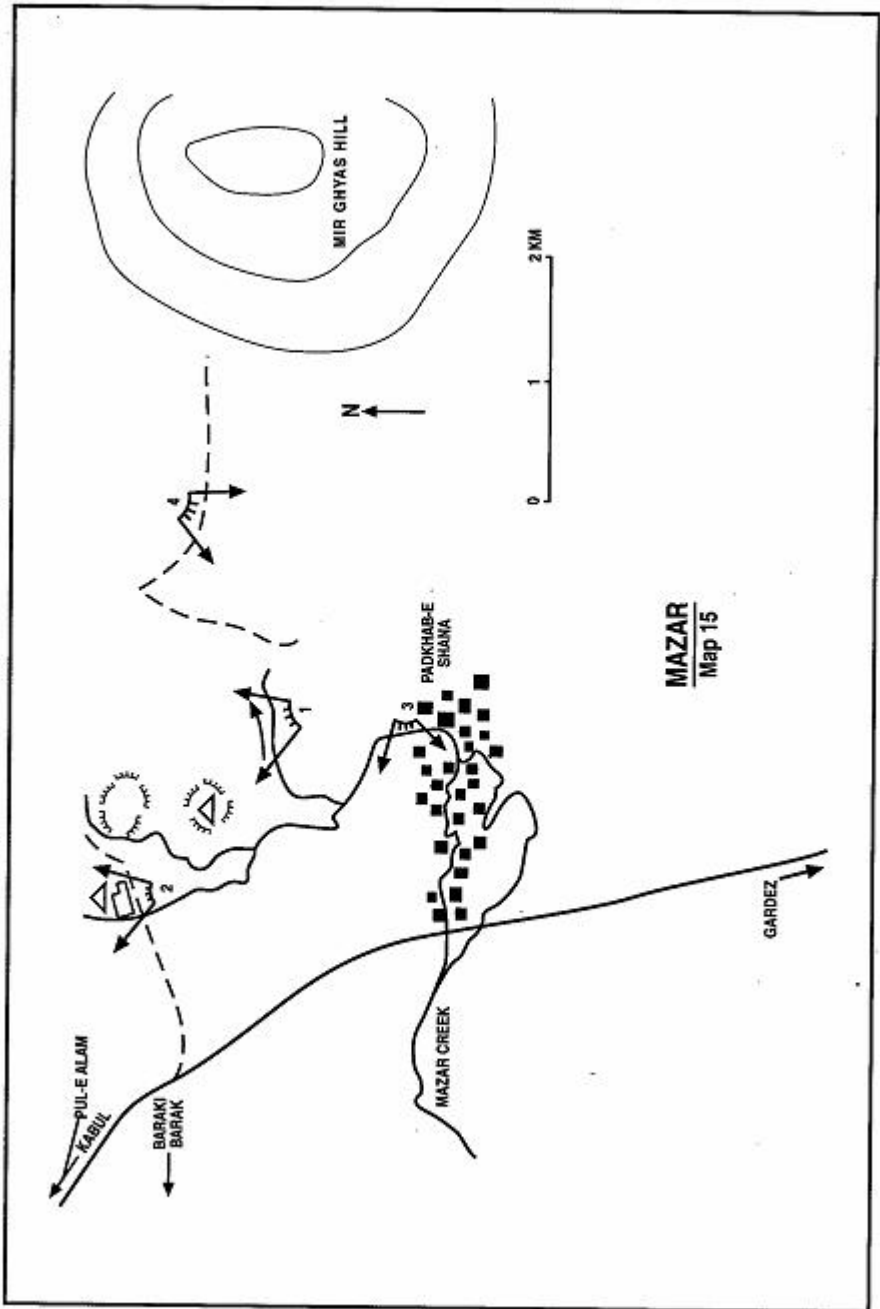 PUL-E ALAM
KABUL
BARAKI
BARAK
2
1
4
3
PADKHAB-E
SHANA
MIR GHYAS HILL
N
MAZAR CREEK
GARDEZ
0
1
2 KM
MAZAR
Map 15